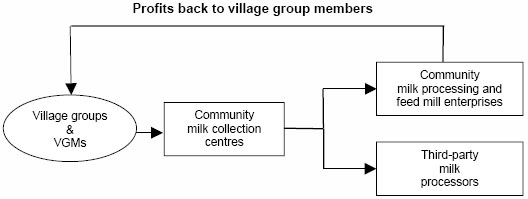 Profits back to village group members
Village groups
&
VGMs
Community
milk collection
centres
Community
milk processing and
feed mill enterprises
Third-party
milk
processors